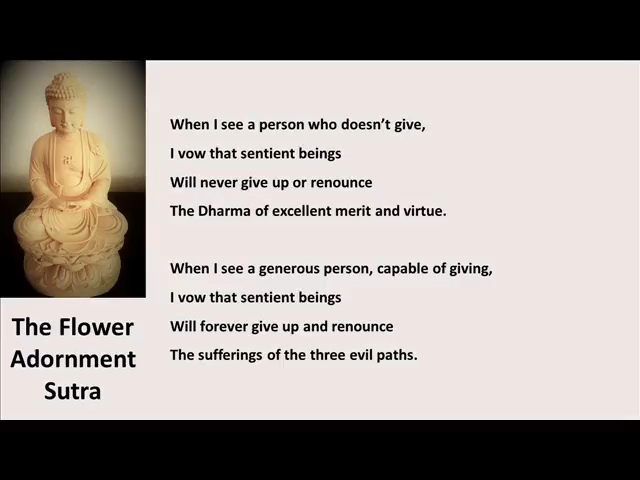 When I see a person who doesn’t give,
I vow that sentient beings
Will never give up or renounce
The Dharma of excellent merit and virtue.
When I see a generous person, capable of giving,
I vow that sentient beings
Will forever give up and renounce
The sufferings of the three evil paths.
The Flower
Adornment
Sutra